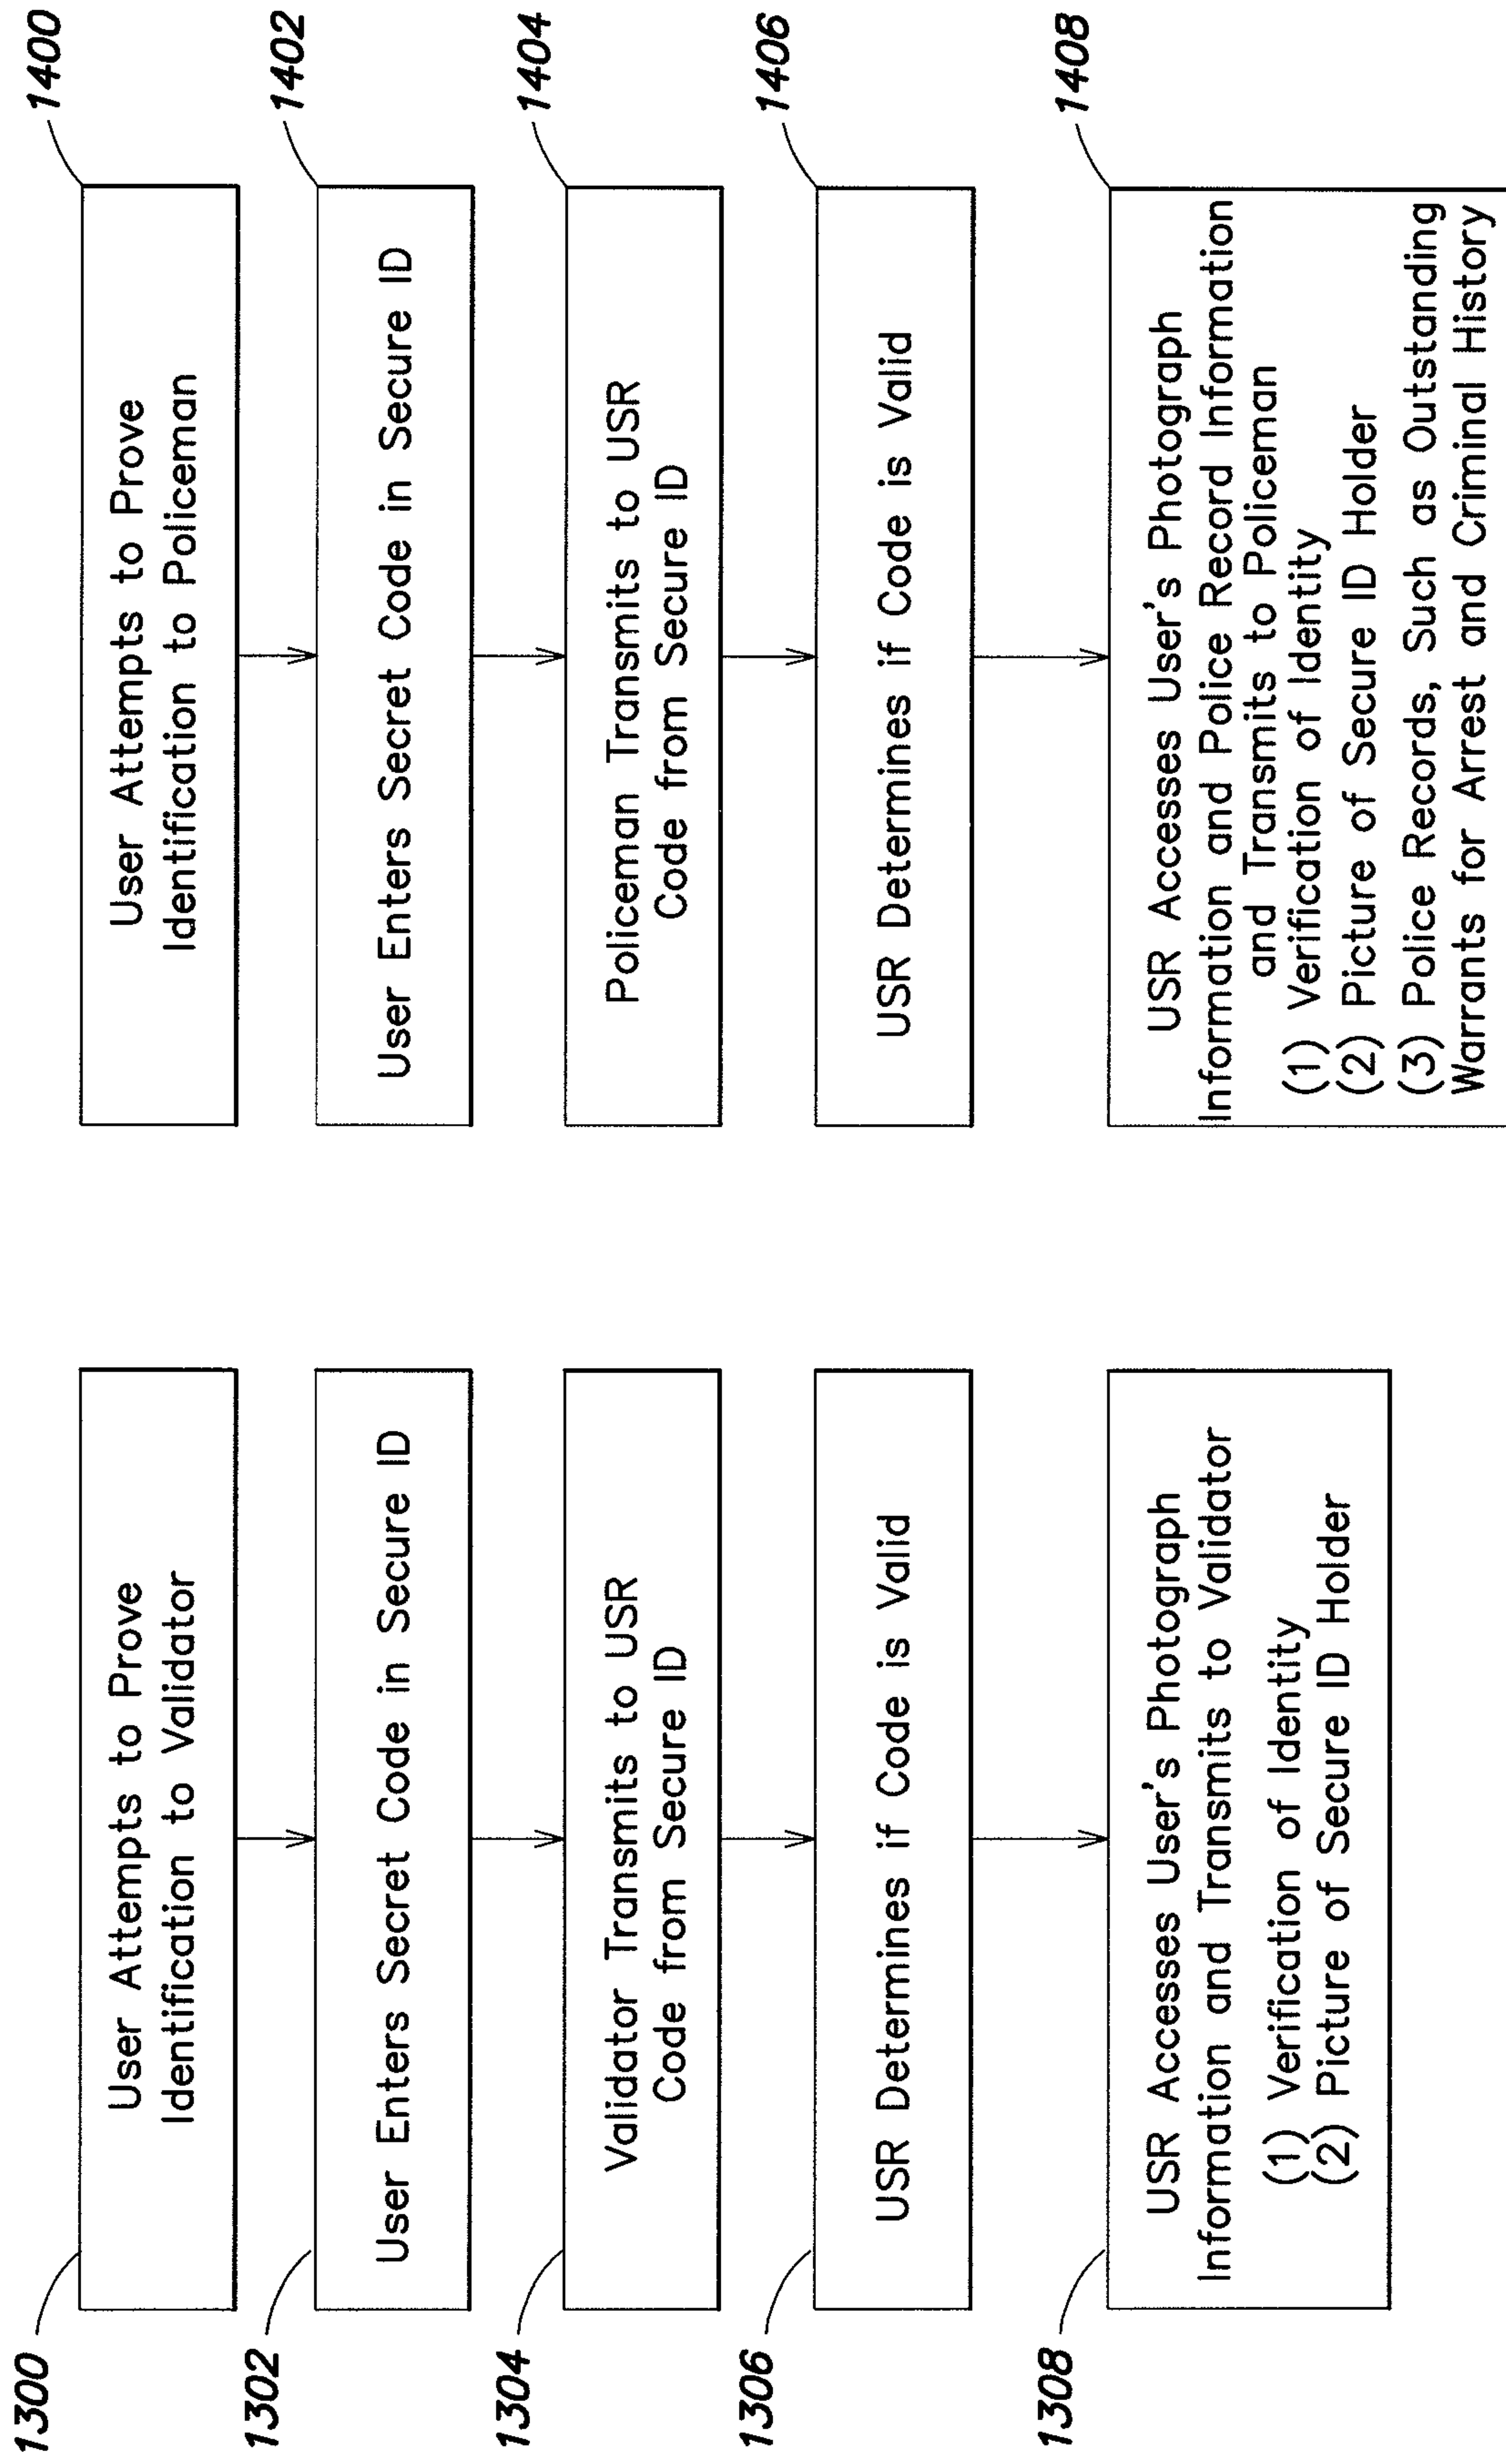 1300
User Attempts to Prove
Identification to Validator
1302
User Enters Secret Code in Secure ID
1304
Validator Transmits to USR
Code from Secure ID
1306
USR Determines if Code is Valid
1308
USR Accesses User's Photograph
Information and Transmits to Validator
(1) Verification of Identity
(2) Picture of Secure ID Holder
1400
User Attempts to Prove
Identification to Policeman
1402
User Enters Secret Code in Secure ID
1404
Policeman Transmits to USR
Code from Secure ID
1406
USR Determines if Code is Valid
1408
USR Accesses User's Photograph
Information and Police Record Information
and Transmits to Policeman
(1) Verification of Identity
(2) Picture of Secure ID Holder
(3) Police Records, Such as Outstanding
Warrants for Arrest and Criminal History